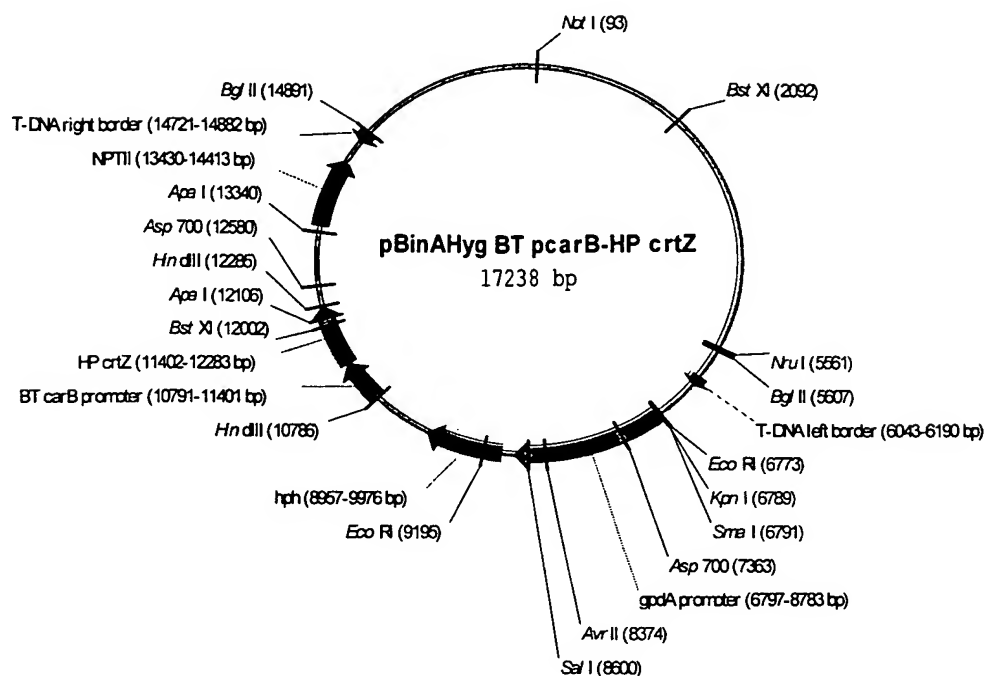 Not I (93)
Bst XI (2092)
Nru I (5561)
Bgl II (5607)
T-DNA left border (6043-6190 bp)
Eco RI (6773)
Kpn I (6789)
Sma I (6791)
Asp 700 (7363)
gpdA promoter (6797-8783 bp)
Avr II (8374)
Sal I (8600)
Eco RI (9195)
hph (8957-9976 bp)
Hin dIII (10786)
BT carB promoter (10791-11401 bp)
HP crtZ (11402-12283 bp)
Bst XI (12002)
Apa I (12106)
Hin dIII (12285)
Asp 700 (12580)
Apa I (13340)
NPTII (13430-14413 bp)
T-DNA right border (14721-14882 bp)
Bgl II (14891)
pBinAHyg BT pcarB-HP crtZ
17238 bp